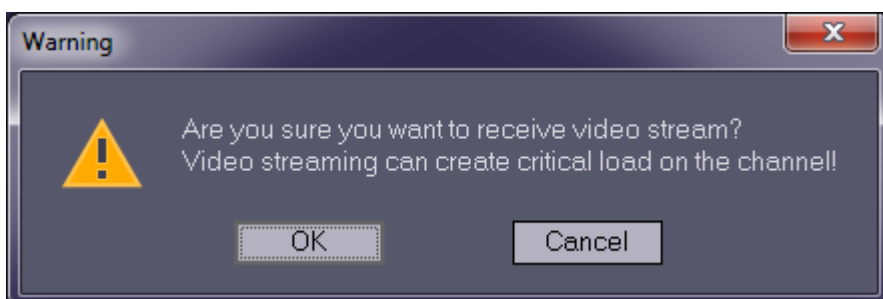 Warning
Are you sure you want to receive video stream?
Video streaming can create critical load on the channel!
OK
Cancel